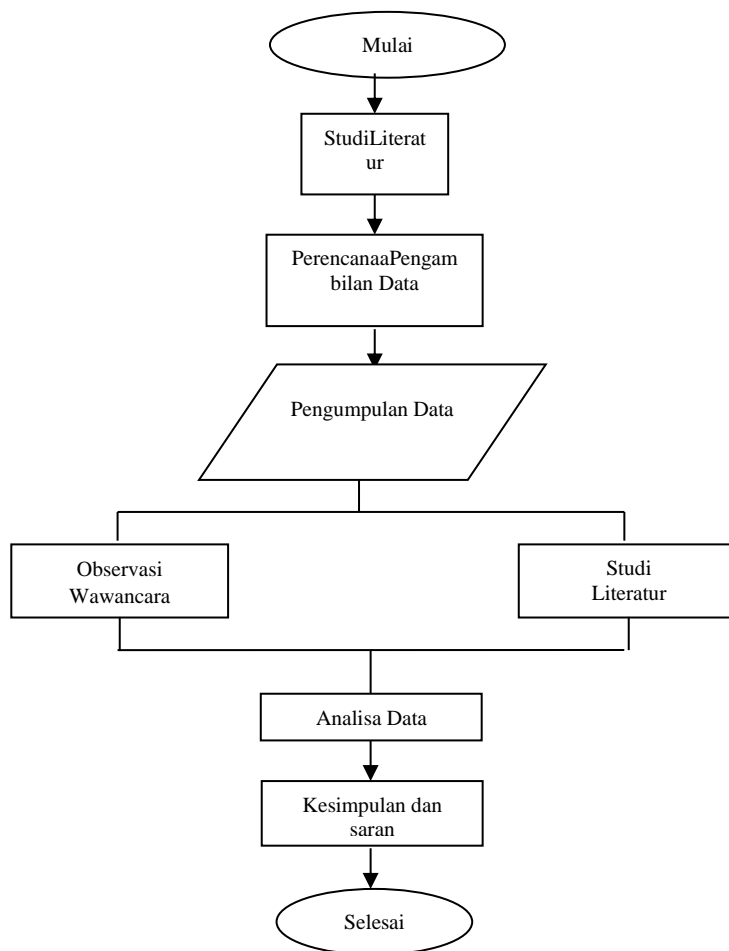 Mulai
StudiLiterat
ur
PerencanaaPengam
bilan Data
Pengumpulan Data
Observasi
Wawancara
Studi
Literatur
Analisa Data
Kesimpulan dan
saran
Selesai